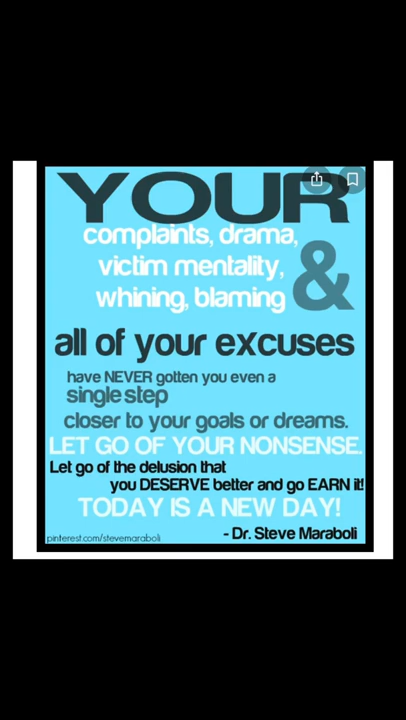 YOUR
complaints, drama,
victim mentality,
whining, blaming
&
all of your excuses
have NEVER gotten you even a
single step
closer to your goals or dreams.
LET GO OF YOUR NONSENSE.
Let go of the delusion that
you DESERVE better and go EARN it!
TODAY IS A NEW DAY!
- Dr. Steve Maraboli
pinterest.com/stevemaraboli